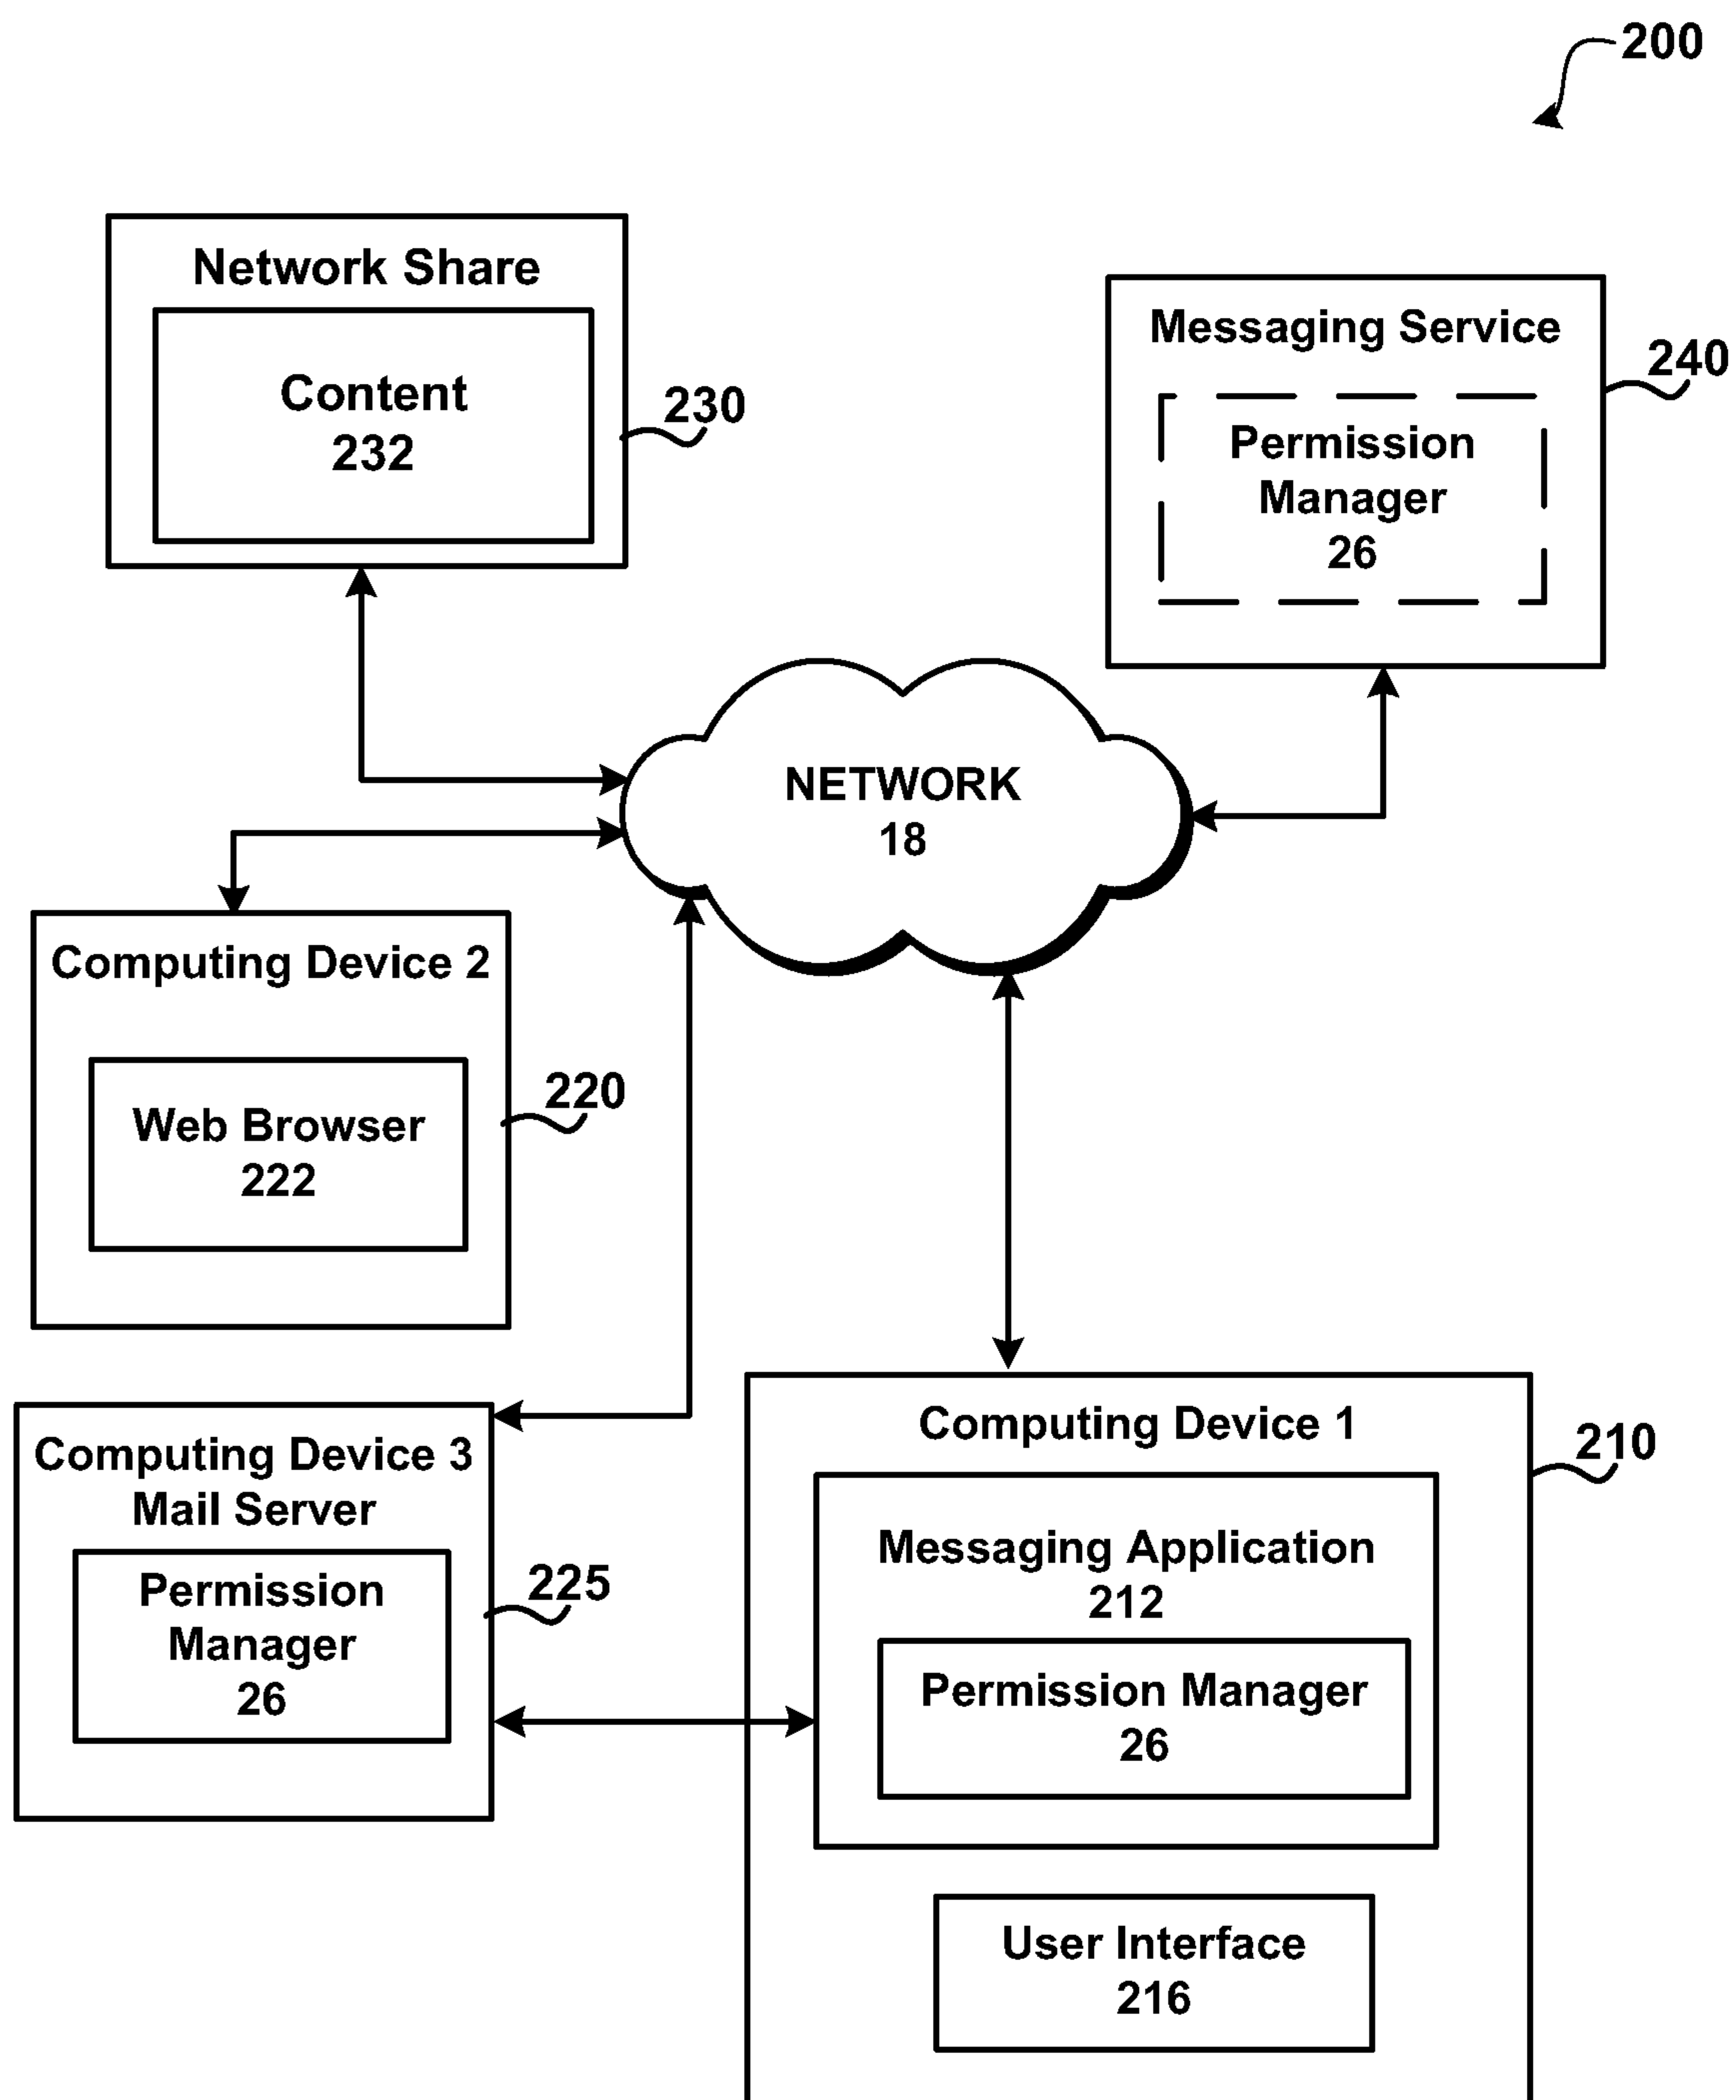 200
Network Share
Content
232
230
Messaging Service
240
Permission
Manager
26
NETWORK
18
Computing Device 2
Web Browser
222
220
Computing Device 3
Mail Server
Permission
Manager
26
225
Computing Device 1
210
Messaging Application
212
Permission Manager
26
User Interface
216